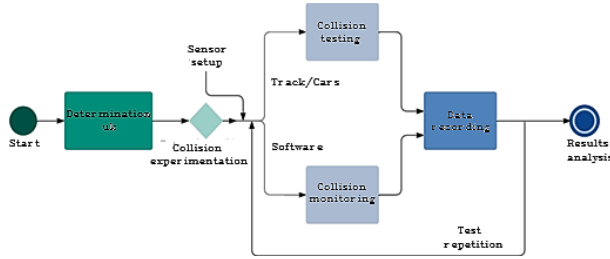 Collision
testing
Sensor
setup
Track/Cars
Determination
Data
recording
Start
Collision
experimentation
Software
Results
analysis
Collision
monitoring
Test
repetition